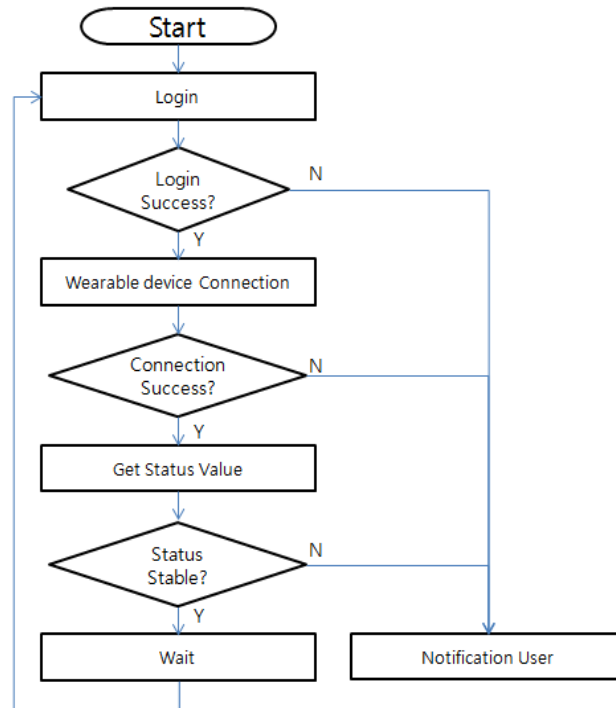 Start
Login
Login
Success?
N
Y
Wearable device Connection
Connection
Success?
N
Y
Get Status Value
Status
Stable?
N
Y
Wait
Notification User